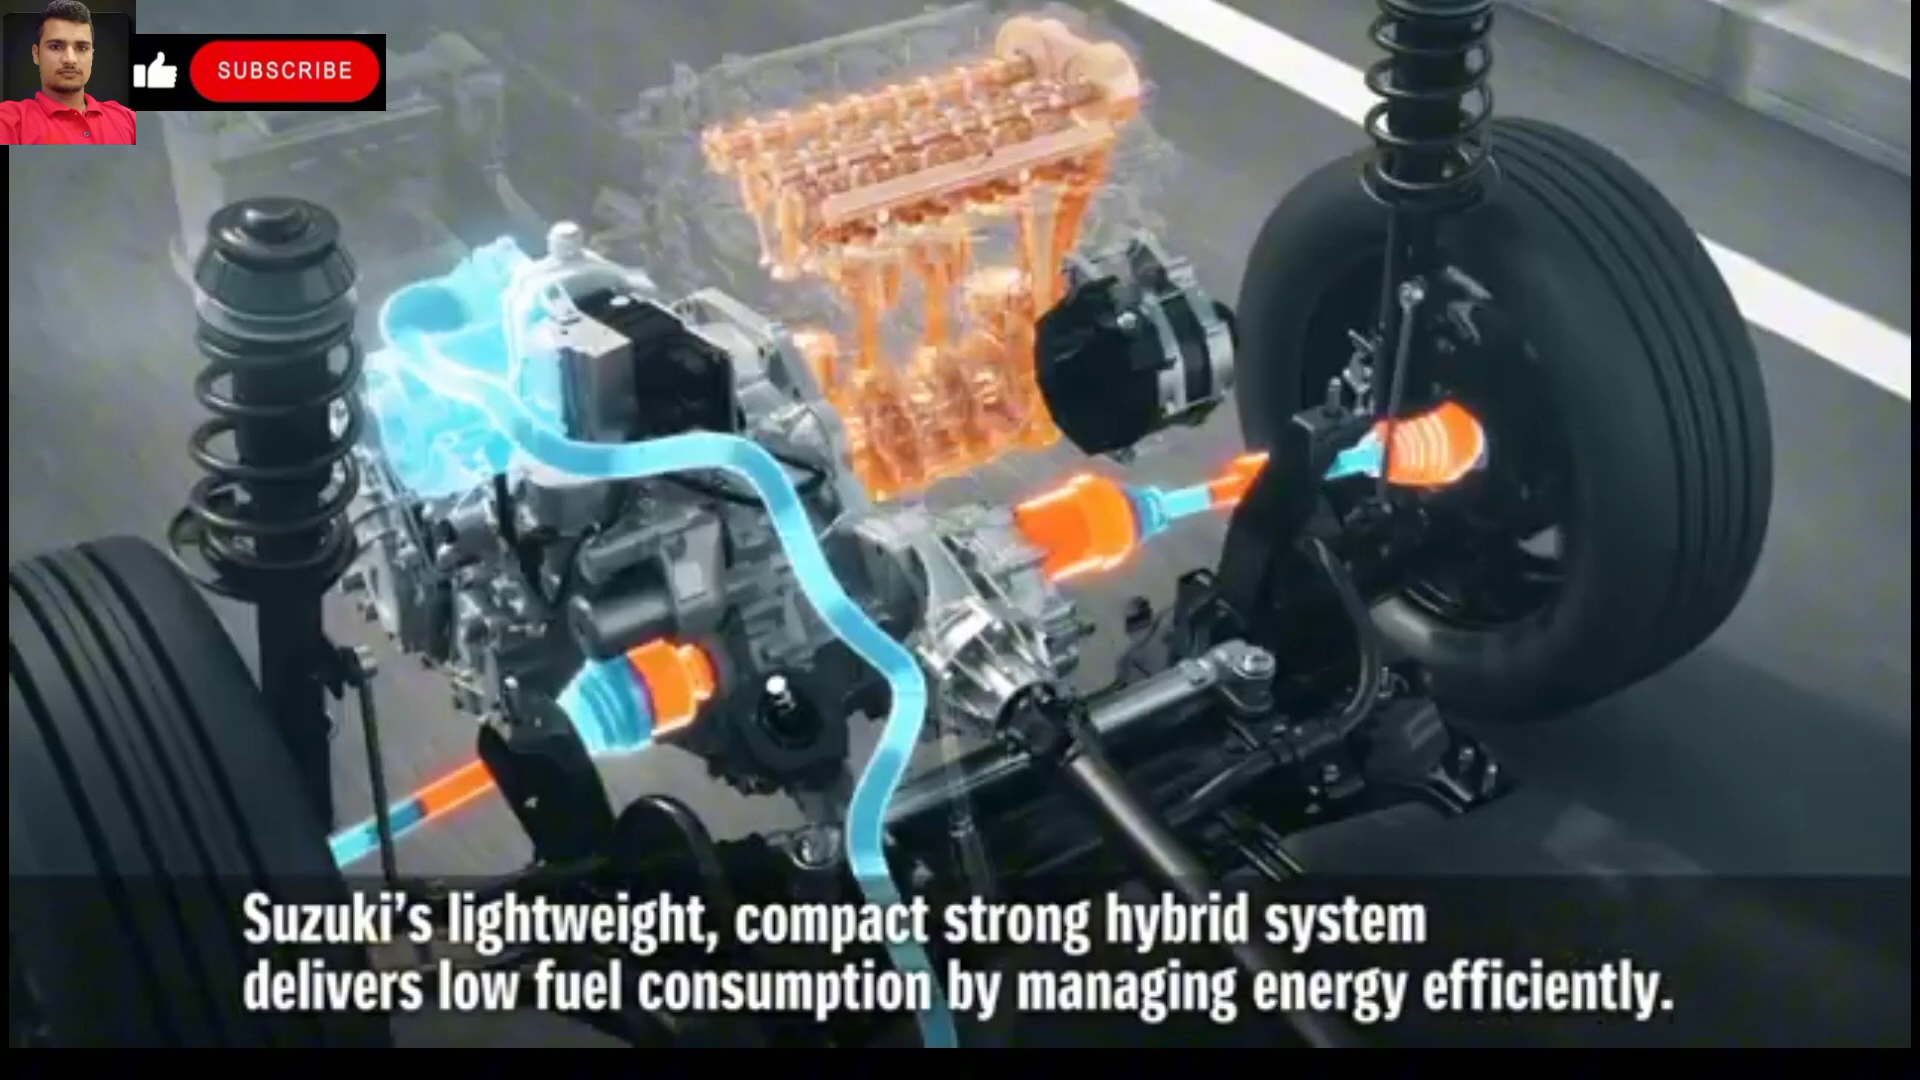 SUBSCRIBE
Suzuki's lightweight, compact strong hybrid system
delivers low fuel consumption by managing energy efficiently.